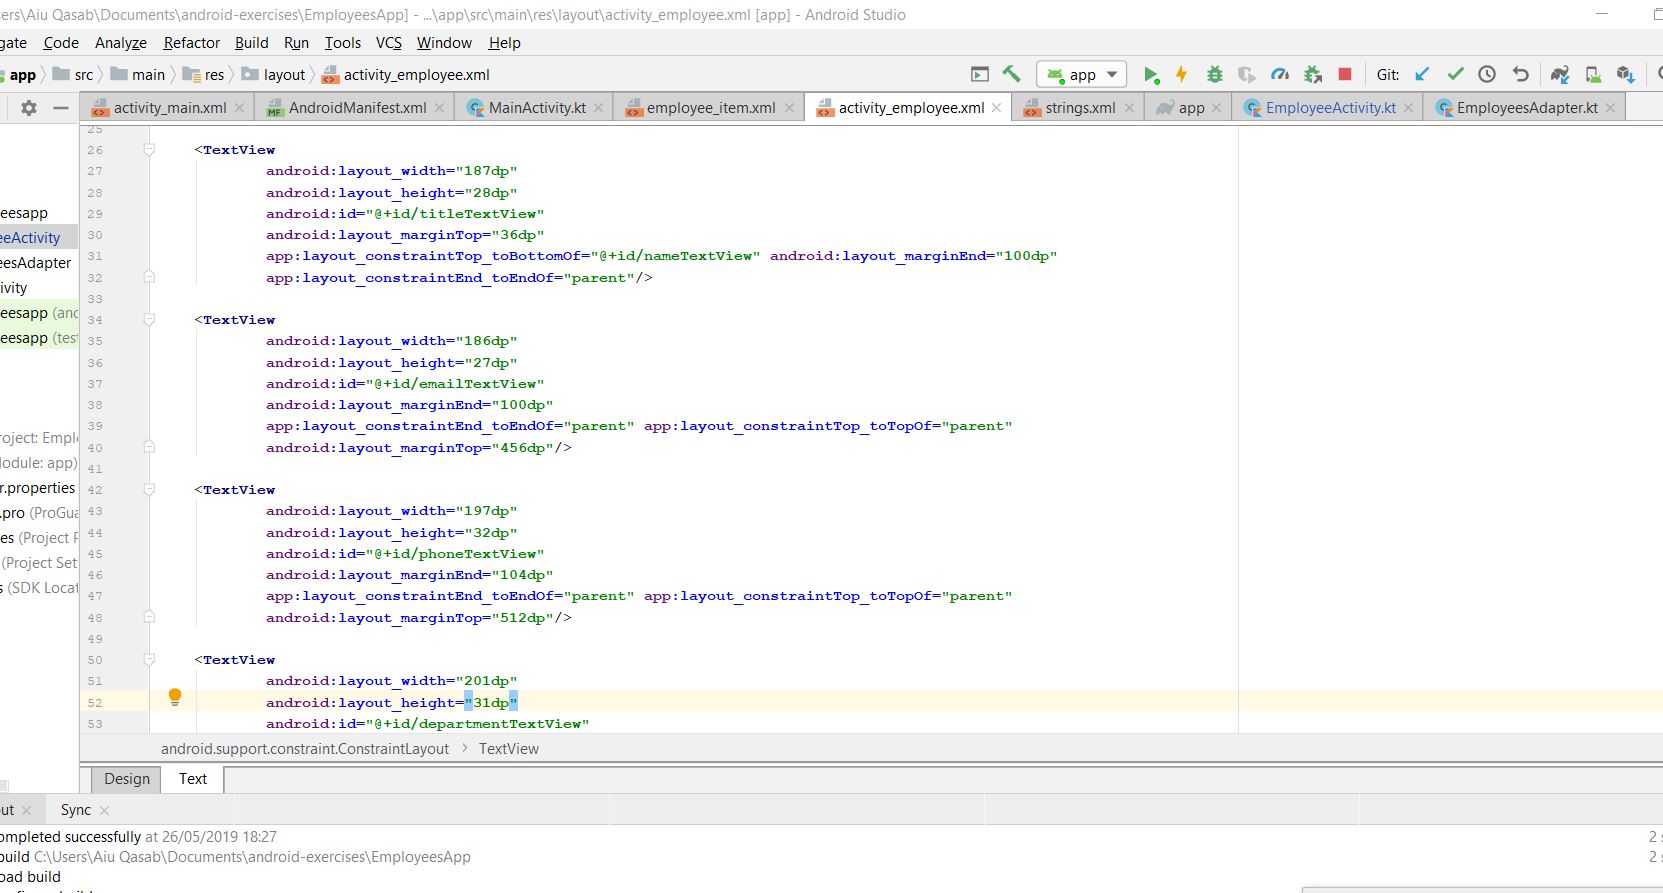 sers\Aiu Qasab\Documents\android-exercises\EmployeesApp] - ...\app\src\main\res\layout\activity_employee.xml [app] - Android Studio
gate Code Analyze Refactor Build Run Tools VCS Window Help
app src main res layout activity_employee.xml app Git:
activity_main.xml AndroidManifest.xml MainActivity.kt employee_item.xml activity_employee.xml strings.xml app EmployeeActivity.kt EmployeesAdapter.kt
25
26 <TextView
27 android:layout_width="187dp"
28 android:layout_height="28dp"
29 android:id="@+id/titleTextView"
30 android:layout_marginTop="36dp"
31 app:layout_constraintTop_toBottomOf="@+id/nameTextView" android:layout_marginEnd="100dp"
32 app:layout_constraintEnd_toEndOf="parent"/>
33
34 <TextView
35 android:layout_width="186dp"
36 android:layout_height="27dp"
37 android:id="@+id/emailTextView"
38 android:layout_marginEnd="100dp"
39 app:layout_constraintEnd_toEndOf="parent" app:layout_constraintTop_toTopOf="parent"
40 android:layout_marginTop="456dp"/>
41
42 <TextView
43 android:layout_width="197dp"
44 android:layout_height="32dp"
45 android:id="@+id/phoneTextView"
46 android:layout_marginEnd="104dp"
47 app:layout_constraintEnd_toEndOf="parent" app:layout_constraintTop_toTopOf="parent"
48 android:layout_marginTop="512dp"/>
49
50 <TextView
51 android:layout_width="201dp"
52 android:layout_height="31dp"
53 android:id="@+id/departmentTextView"
eesapp
eeActivity
eesAdapter
ivity
eesapp (and
eesapp (tes
roject: Empl
odule: app)
r.properties
.pro (ProGua
es (Project P
(Project Set
s (SDK Locat
android.support.constraint.ConstraintLayout TextView
Design Text
out Sync
ompleted successfully at 26/05/2019 18:27 2 s
build C:\Users\Aiu Qasab\Documents\android-exercises\EmployeesApp 2 s
oad build